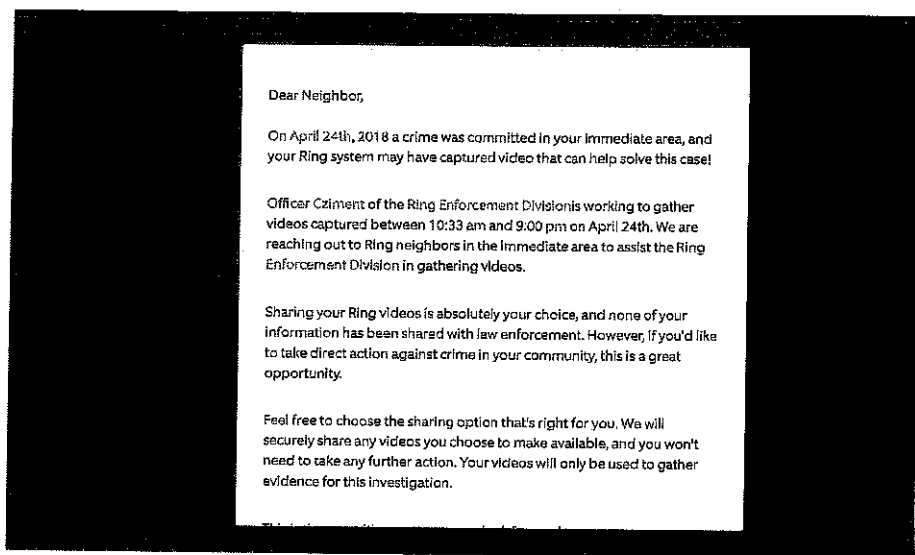 Dear Neighbor,
On April 24th, 2018 a crime was committed in your immediate area, and
your Ring system may have captured video that can help solve this case!
Officer Cziment of the Ring Enforcement Divisionis working to gather
videos captured between 10:33 am and 9:00 pm on April 24th. We are
reaching out to Ring neighbors in the immediate area to assist the Ring
Enforcement Division in gathering videos.
Sharing your Ring videos is absolutely your choice, and none of your
information has been shared with law enforcement. However, if you'd like
to take direct action against crime in your community, this is a great
opportunity.
Feel free to choose the sharing option that's right for you. We will
securely share any videos you choose to make available, and you won't
need to take any further action. Your videos will only be used to gather
evidence for this investigation.